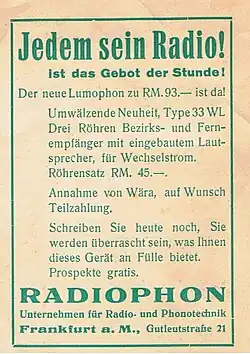 Jedem sein Radio!
ist das Gebot der Stunde!
Der neue Lumophon zu RM. 93.— ist da!
Umwälzende Neuheit, Type 33 WL
Drei Röhren Bezirks- und Fern-
empfänger mit eingebautem Laut-
sprecher, für Wechselstrom.
Röhrensatz RM. 45.—.
Annahme von Wära, auf Wunsch
Teilzahlung.
Schreiben Sie heute noch, Sie
werden überrascht sein, was Ihnen
dieses Gerät an Fülle bietet.
Prospekte gratis.
RADIOPHON
Unternehmen für Radio- und Phonotechnik
Frankfurt a. M., Gutleutstraße 21